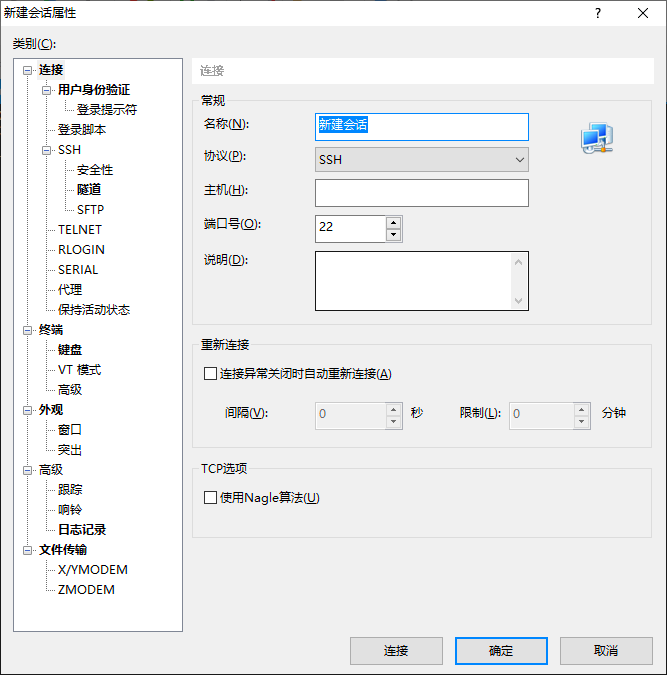 新建会话属性
?
类别(C):
连接
用户身份验证
登录提示符
登录脚本
SSH
安全性
隧道
SFTP
TELNET
RLOGIN
SERIAL
代理
保持活动状态
终端
键盘
VT 模式
高级
外观
窗口
突出
高级
跟踪
响铃
日志记录
文件传输
X/YMODEM
ZMODEM
连接
常规
名称(N):
新建会话
协议(P):
SSH
主机(H):
端口号(O):
22
说明(D):
重新连接
连接异常关闭时自动重新连接(A)
间隔(V): 0 秒 限制(L): 0 分钟
TCP选项
使用Nagle算法(U)
连接 确定 取消